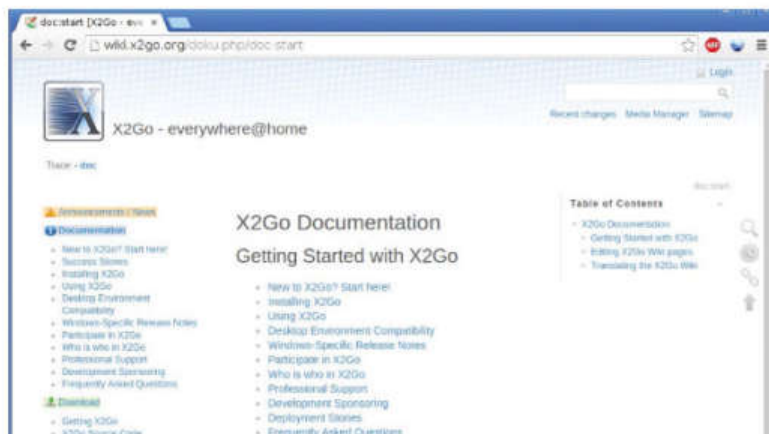 doc:start [X2Go - eve
wiki.x2go.org/doku.php/doc:start
Login
X2Go - everywhere@home
Recent changes Media Manager Sitemap
Trace: • doc
doc:start
Announcements / News
Documentation
New to X2Go? Start here!
Success Stories
Installing X2Go
Using X2Go
Desktop Environment
Compatibility
Windows-Specific Release Notes
Participate in X2Go
Who is who in X2Go
Professional Support
Development Sponsoring
Frequently Asked Questions
Download
Getting X2Go
X2Go Source Code
X2Go Documentation
Getting Started with X2Go
New to X2Go? Start here!
Installing X2Go
Using X2Go
Desktop Environment Compatibility
Windows-Specific Release Notes
Participate in X2Go
Who is who in X2Go
Professional Support
Development Sponsoring
Deployment Stories
Frequently Asked Questions
Table of Contents
X2Go Documentation
Getting Started with X2Go
Editing X2Go Wiki pages
Translating the X2Go Wiki